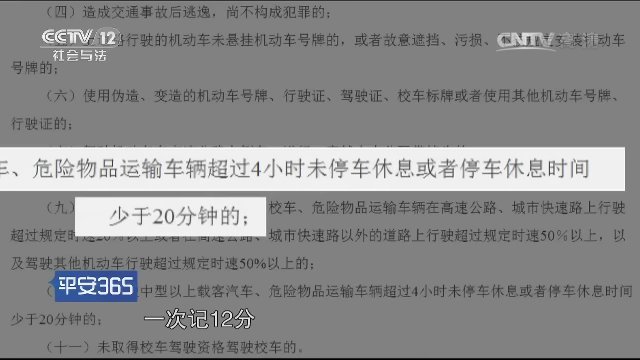 （四）造成交通事故后逃逸，尚不构成犯罪的；
CCTV 12
社会与法
CNTV
路行驶的机动车未悬挂机动车号牌的，或者故意遮挡、污损、
安装机动车
号牌的；
（六）使用伪造、变造的机动车号牌、行驶证、驾驶证、校车标牌或者使用其他机动车号牌、
行驶证的；
车、危险物品运输车辆超过4小时未停车休息或者停车休息时间
少于20分钟的；
（九）
校车、危险物品运输车辆在高速公路、城市快速路上行驶
超过规定时速20%以上或者在高速公路、城市快速路以外的道路上行驶超过规定时速50%以上，以
及驾驶其他机动车行驶超过规定时速50%以上的；
中型以上载客汽车、危险物品运输车辆超过4小时未停车休息或者停车休息时间
少于20分钟的；
平安365
一次记12分
（十一）未取得校车驾驶资格驾驶校车的。